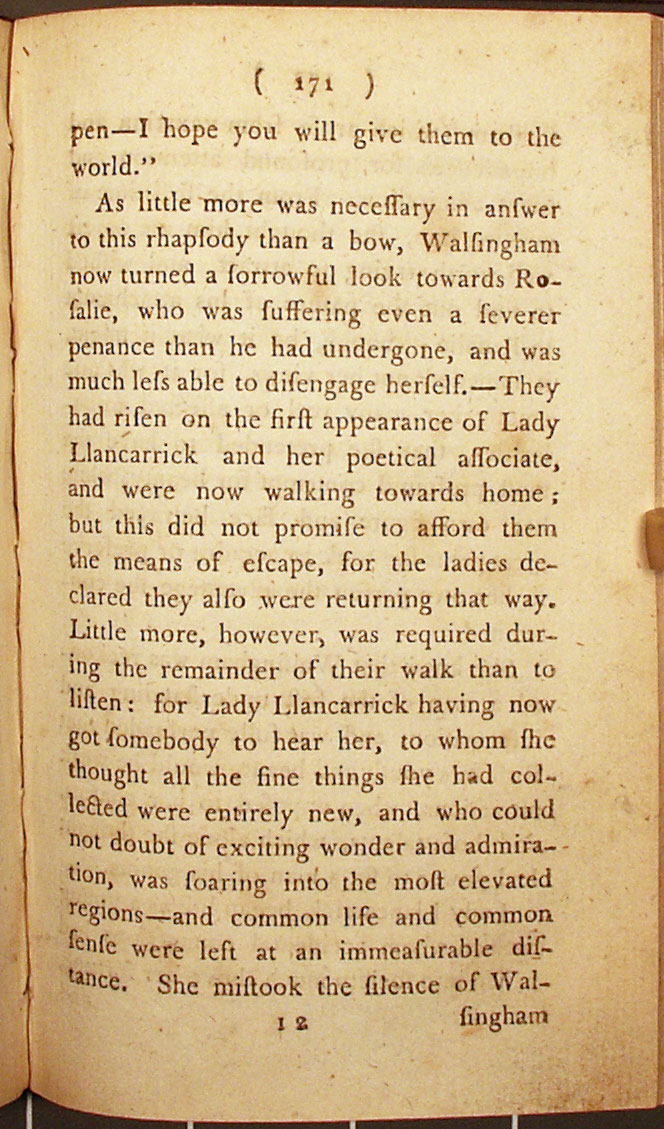 ( 171 )
pen—I hope you will give them to the
world.”
As little more was neceſſary in anſwer
to this rhapſody than a bow, Walſingham
now turned a ſorrowful look towards Ro-
ſalie, who was ſuffering even a ſeverer
penance than he had undergone, and was
much leſs able to diſengage herſelf.—They
had riſen on the firſt appearance of Lady
Llancarrick and her poetical aſſociate,
and were now walking towards home ;
but this did not promiſe to afford them
the means of eſcape, for the ladies de-
clared they alſo were returning that way.
Little more, however, was required dur-
ing the remainder of their walk than to
liſten: for Lady Llancarrick having now
got ſomebody to hear her, to whom ſhe
thought all the fine things ſhe had col-
lected were entirely new, and who could
not doubt of exciting wonder and admira-
tion, was ſoaring into the moſt elevated
regions—and common life and common
ſenſe were left at an immeaſurable diſ-
tance. She miſtook the ſilence of Wal-
I 2 ſingham